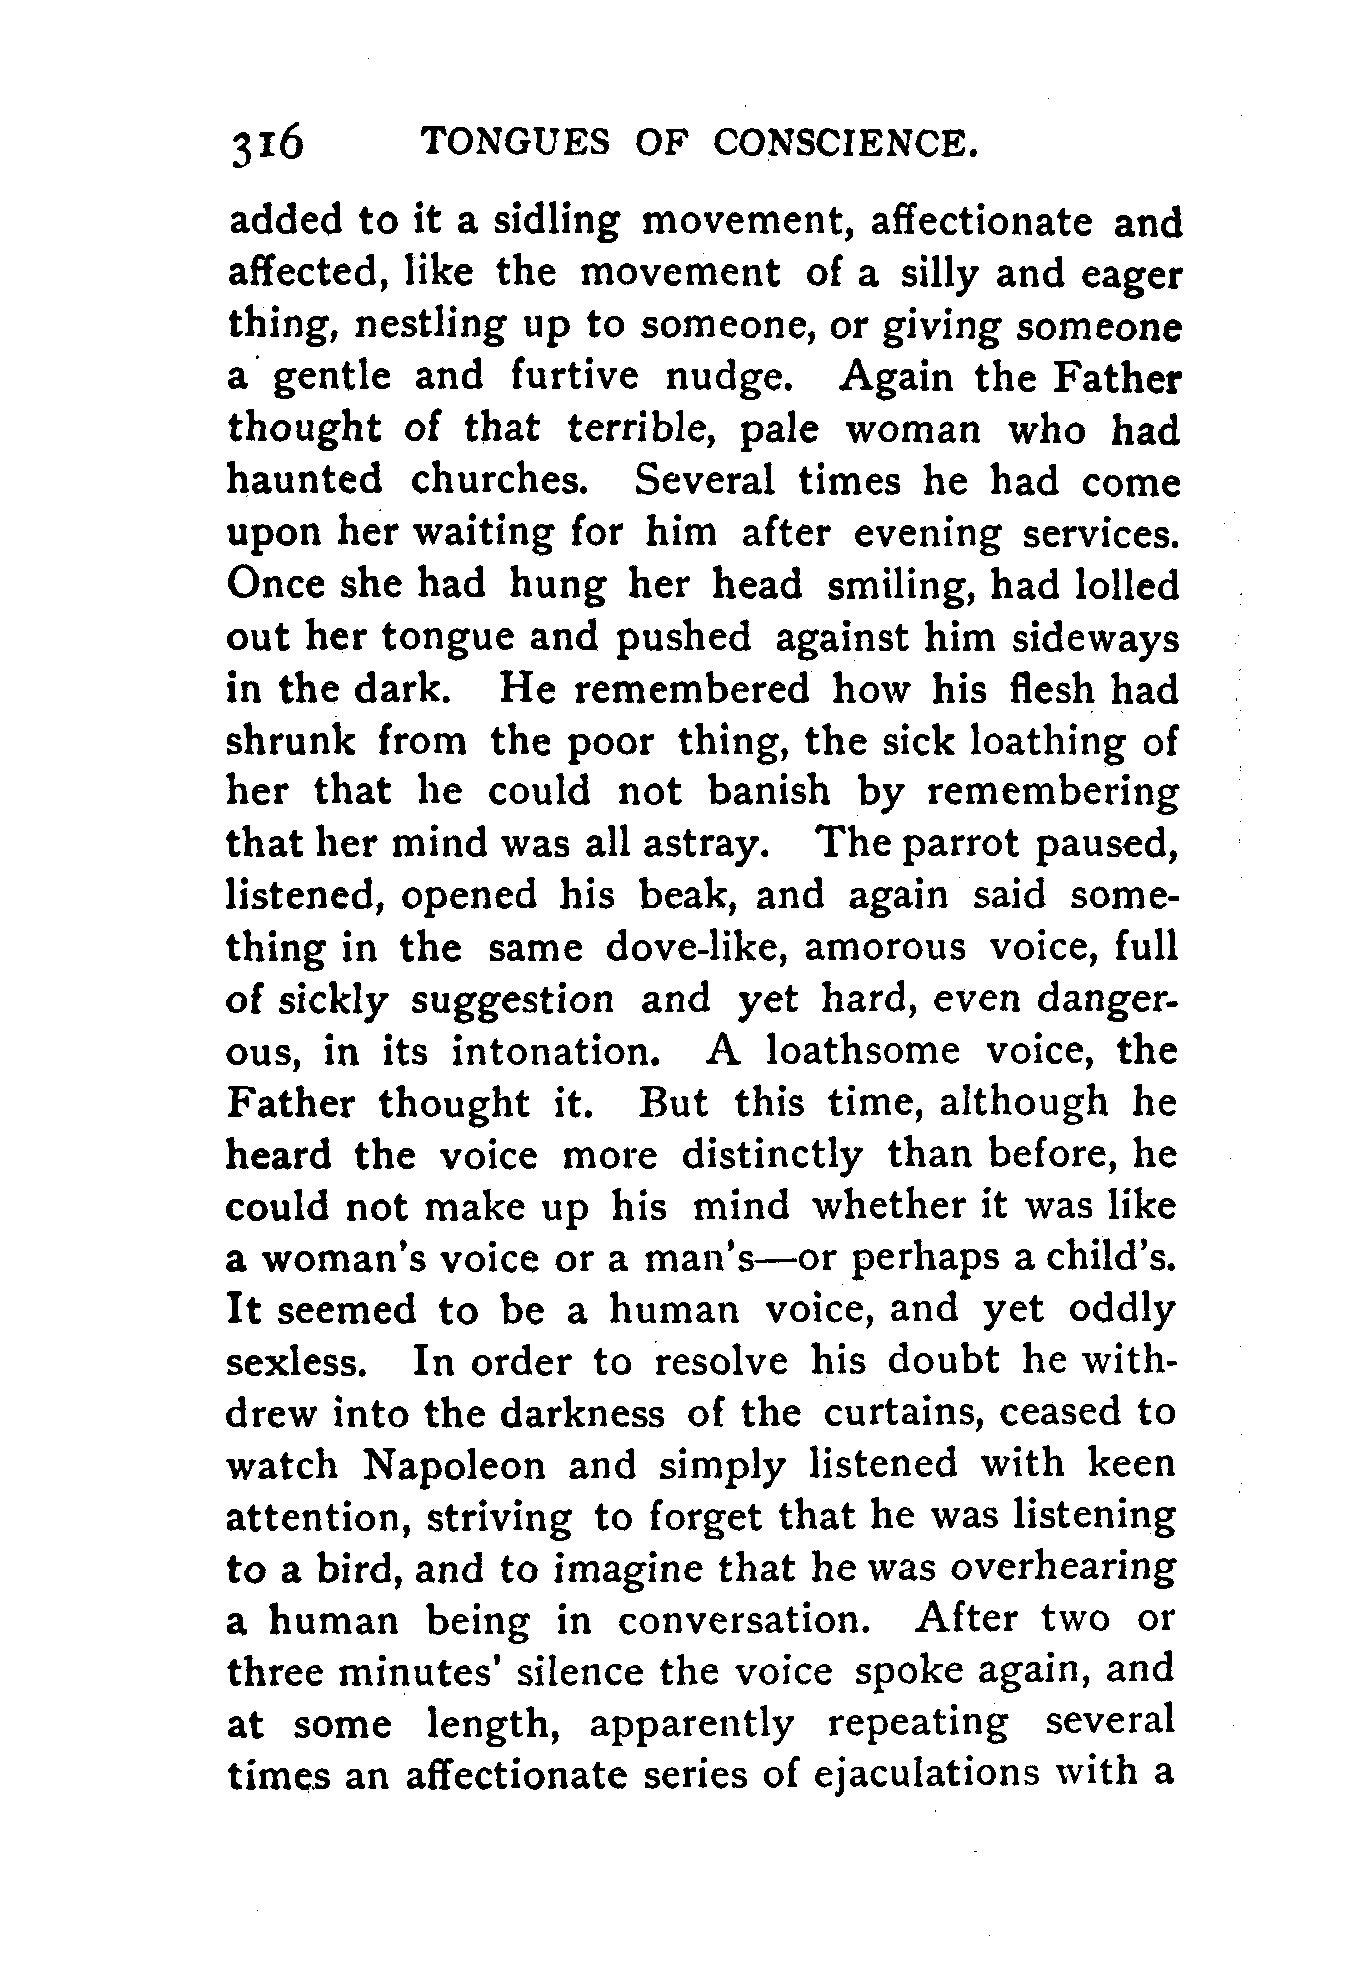 316 TONGUES OF CONSCIENCE.
added to it a sidling movement, affectionate and
affected, like the movement of a silly and eager
thing, nestling up to someone, or giving someone
a gentle and furtive nudge. Again the Father
thought of that terrible, pale woman who had
haunted churches. Several times he had come
upon her waiting for him after evening services.
Once she had hung her head smiling, had lolled
out her tongue and pushed against him sideways
in the dark. He remembered how his flesh had
shrunk from the poor thing, the sick loathing of
her that he could not banish by remembering
that her mind was all astray. The parrot paused,
listened, opened his beak, and again said some-
thing in the same dove-like, amorous voice, full
of sickly suggestion and yet hard, even danger-
ous, in its intonation. A loathsome voice, the
Father thought it. But this time, although he
heard the voice more distinctly than before, he
could not make up his mind whether it was like
a woman's voice or a man's—or perhaps a child's.
It seemed to be a human voice, and yet oddly
sexless. In order to resolve his doubt he with-
drew into the darkness of the curtains, ceased to
watch Napoleon and simply listened with keen
attention, striving to forget that he was listening
to a bird, and to imagine that he was overhearing
a human being in conversation. After two or
three minutes' silence the voice spoke again, and
at some length, apparently repeating several
times an affectionate series of ejaculations with a